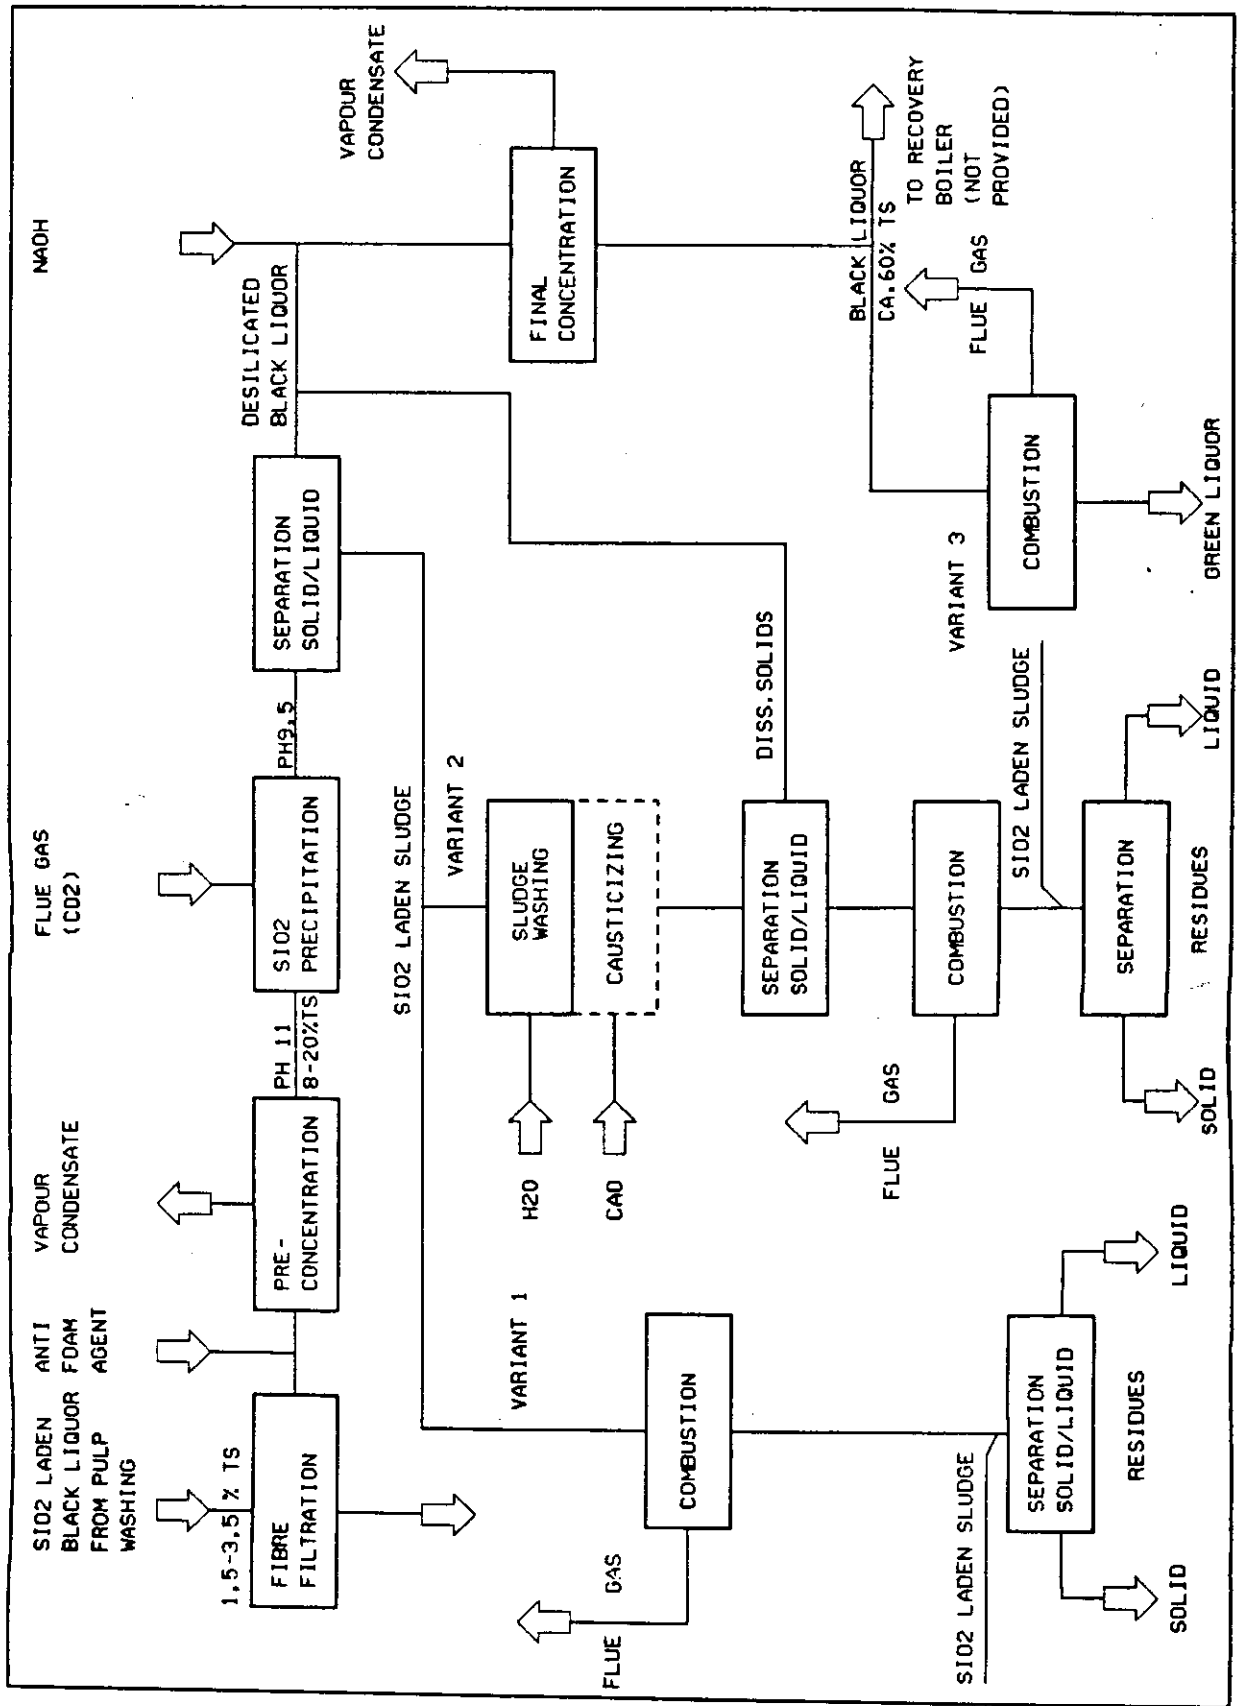 SIO2 LADEN
BLACK LIQUOR
FROM PULP
WASHING
ANTI
FOAM
AGENT
VAPOUR
CONDENSATE
FLUE GAS
(CO2)
NAOH
1,5-3,5 % TS
FIBRE
FILTRATION
PRE-
CONCENTRATION
PH 11
8-20%TS
SIO2
PRECIPITATION
PH9,5
SEPARATION
SOLID/LIQUID
DESILICATED
BLACK LIQUOR
VAPOUR
CONDENSATE
SIO2 LADEN SLUDGE
VARIANT 1
VARIANT 2
FINAL
CONCENTRATION
H2O
SLUDGE
WASHING
CAO
CAUSTICIZING
FLUE GAS
COMBUSTION
DISS.SOLIDS
SEPARATION
SOLID/LIQUID
BLACK LIQUOR
CA.60% TS
TO RECOVERY
BOILER
(NOT
PROVIDED)
FLUE GAS
COMBUSTION
FLUE GAS
VARIANT 3
COMBUSTION
SIO2 LADEN SLUDGE
SEPARATION
SOLID/LIQUID
SIO2 LADEN SLUDGE
SEPARATION
RESIDUES
SOLID
LIQUID
RESIDUES
SOLID
LIQUID
GREEN LIQUOR